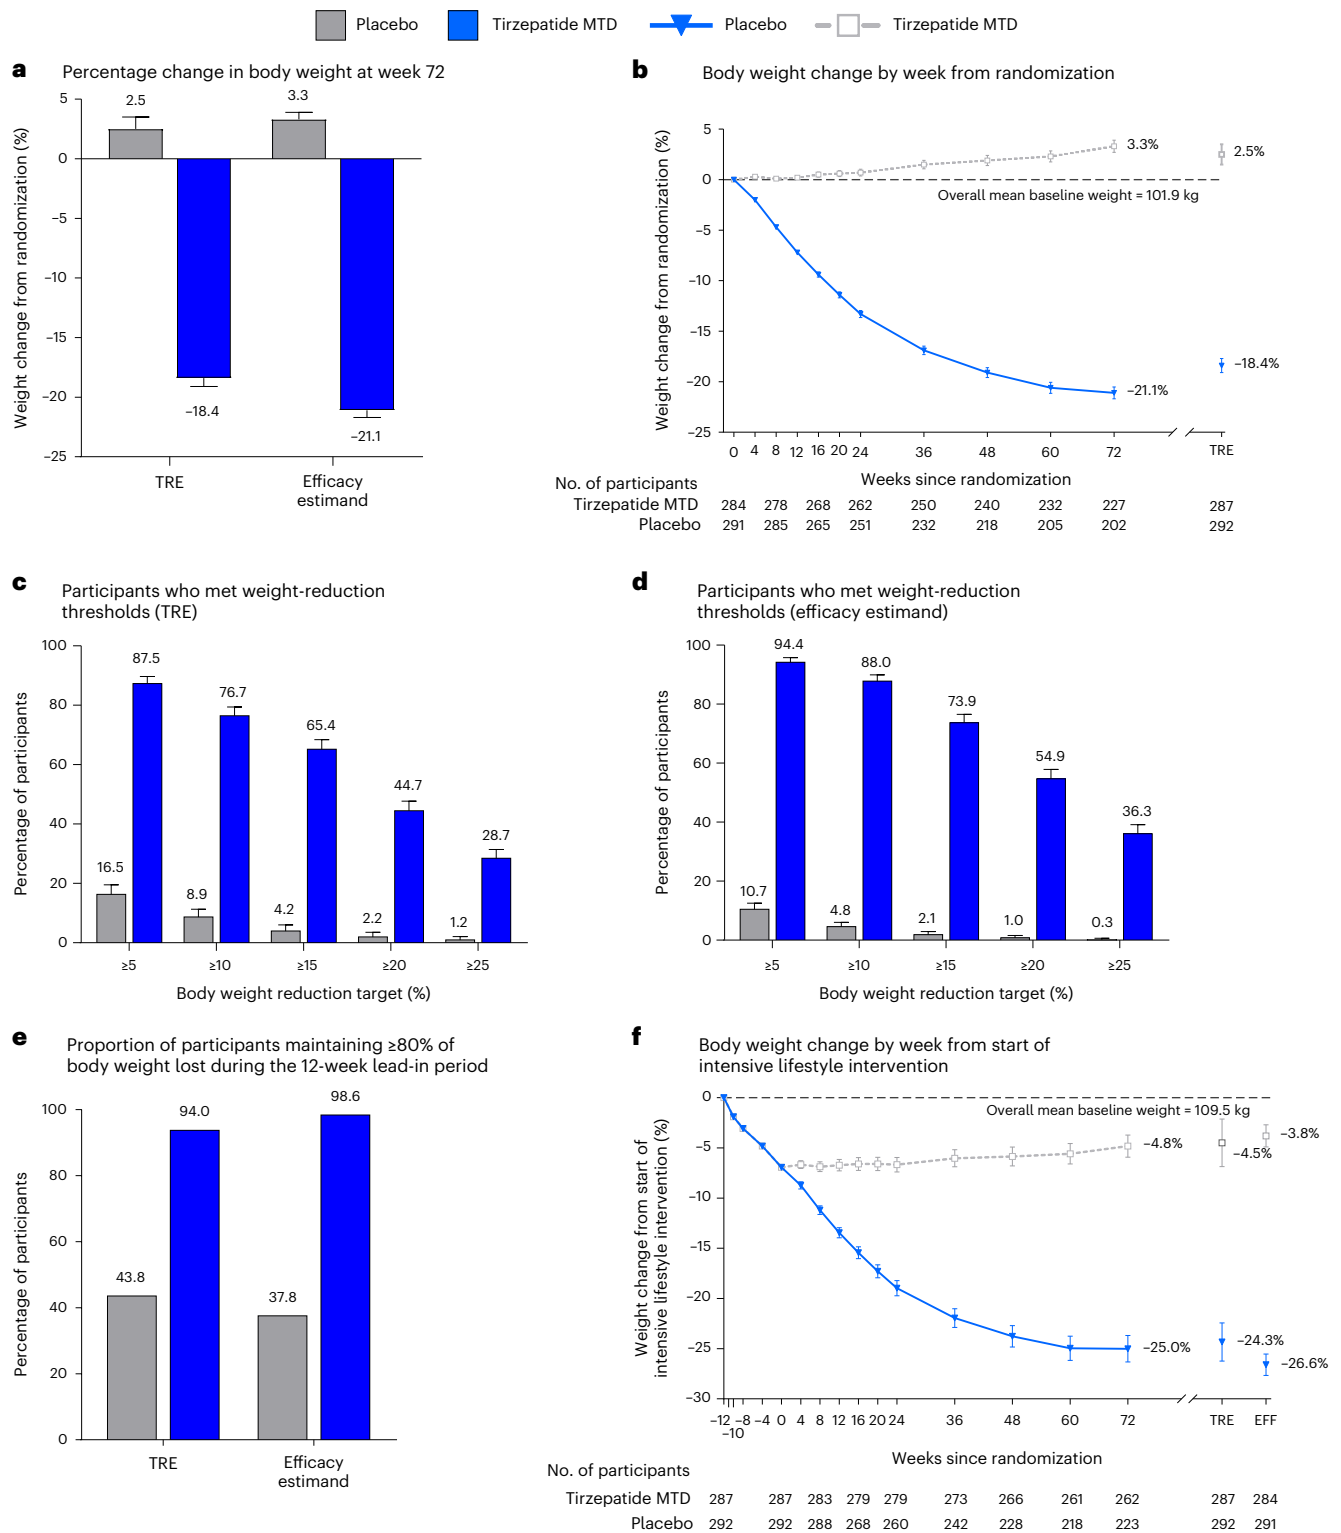 Placebo Tirzepatide MTD Placebo Tirzepatide MTD
a Percentage change in body weight at week 72
Weight change from randomization (%)
5
0
−5
−10
−15
−20
−25
2.5 3.3
−18.4
−21.1
TRE Efficacy
estimand
b Body weight change by week from randomization
Weight change from randomization (%)
5
0
−5
−10
−15
−20
−25
3.3% 2.5%
Overall mean baseline weight = 101.9 kg
−18.4%
−21.1%
0 4 8 12 16 20 24 36 48 60 72 TRE
Weeks since randomization
No. of participants
Tirzepatide MTD 284 278 268 262 250 240 232 227 287
Placebo 291 285 265 251 232 218 205 202 292
c Participants who met weight-reduction
thresholds (TRE)
Percentage of participants
100
80
60
40
20
0
16.5 87.5 8.9 76.7 4.2 65.4 2.2 44.7 1.2 28.7
≥5 ≥10 ≥15 ≥20 ≥25
Body weight reduction target (%)
d Participants who met weight-reduction
thresholds (efficacy estimand)
Percentage of participants
100
80
60
40
20
0
10.7 94.4 4.8 88.0 2.1 73.9 1.0 54.9 0.3 36.3
≥5 ≥10 ≥15 ≥20 ≥25
Body weight reduction target (%)
e Proportion of participants maintaining ≥80% of
body weight lost during the 12-week lead-in period
Percentage of participants
100
80
60
40
20
0
43.8 94.0 37.8 98.6
TRE Efficacy
estimand
f Body weight change by week from start of
intensive lifestyle intervention
Weight change from start of
intensive lifestyle intervention (%)
0
−5
−10
−15
−20
−25
−30
Overall mean baseline weight = 109.5 kg
−4.8% −4.5% −3.8%
−25.0% −24.3% −26.6%
−12 −8 −4 0 4 8 12 16 20 24 36 48 60 72 TRE EFF
−10
Weeks since randomization
No. of participants
Tirzepatide MTD 287 287 283 279 279 273 266 261 262 287 284
Placebo 292 292 288 268 260 242 228 218 223 292 291